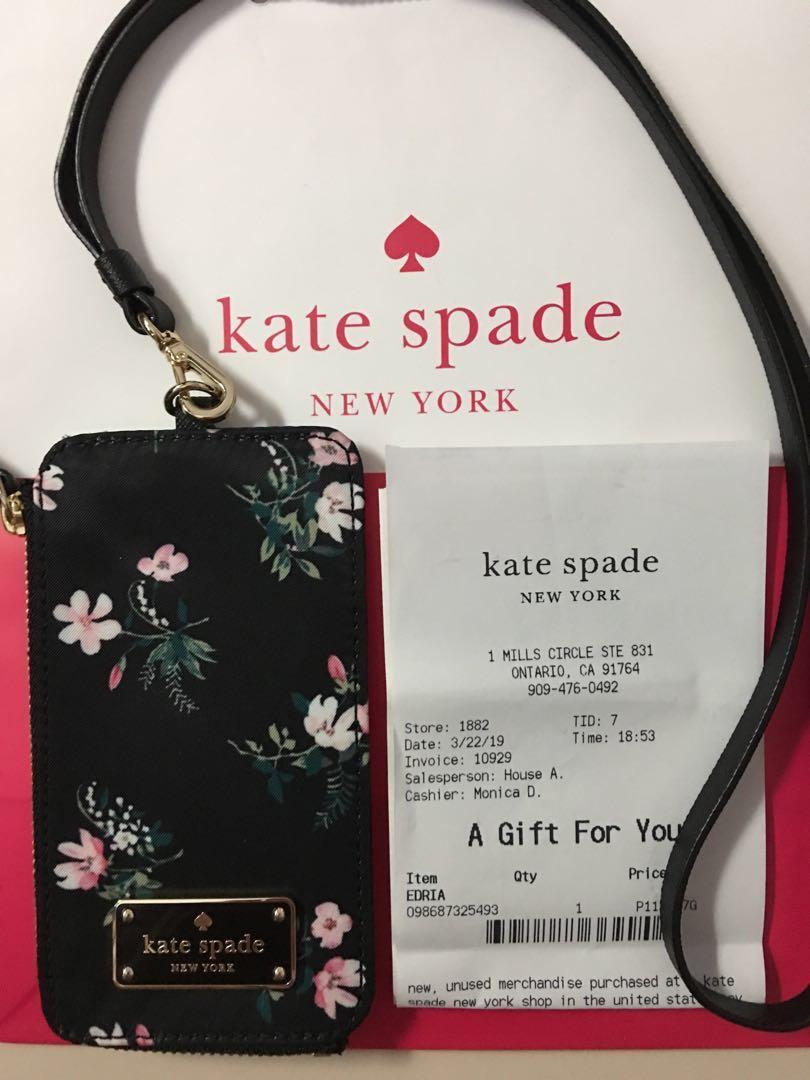 kate spade
NEW YORK
kate spade
NEW YORK
1 MILLS CIRCLE STE 831
ONTARIO, CA 91764
909-476-0492
Store: 1882 TID: 7
Date: 3/22/19 Time: 18:53
Invoice: 10929
Salesperson: House A.
Cashier: Monica D.
A Gift For You
Item Qty Price
EDRIA
098687325493 1
new, unused merchandise purchased at kate
spade new york shop in the united
kate spade
NEW YORK